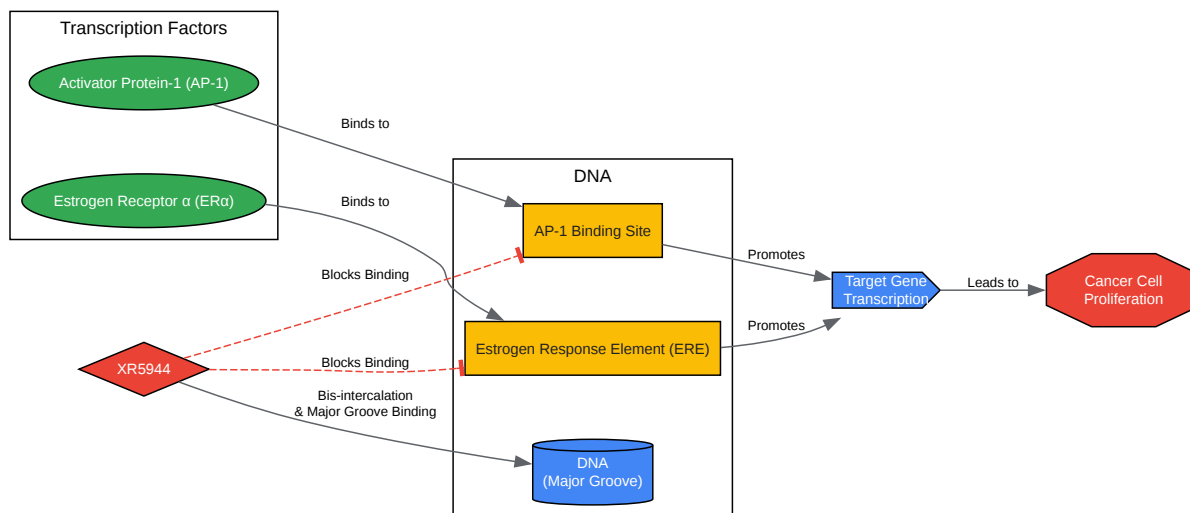 Transcription Factors
Activator Protein-1 (AP-1)
Binds to
Estrogen Receptor α (ERα)
Binds to
DNA
AP-1 Binding Site
Promotes
Blocks Binding
Target Gene
Transcription
Leads to
Cancer Cell
Proliferation
Promotes
Estrogen Response Element (ERE)
Blocks Binding
XR5944
Bis-intercalation
& Major Groove Binding
DNA
(Major Groove)